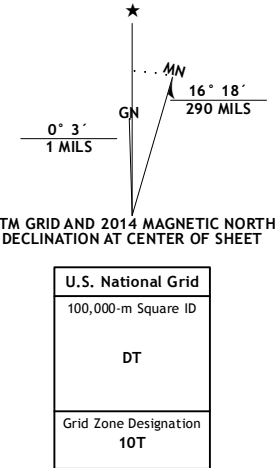 MN
GN
16° 18´
290 MILS
0° 3´
1 MILS
TM GRID AND 2014 MAGNETIC NORTH
DECLINATION AT CENTER OF SHEET
U.S. National Grid
100,000-m Square ID
DT
Grid Zone Designation
10T